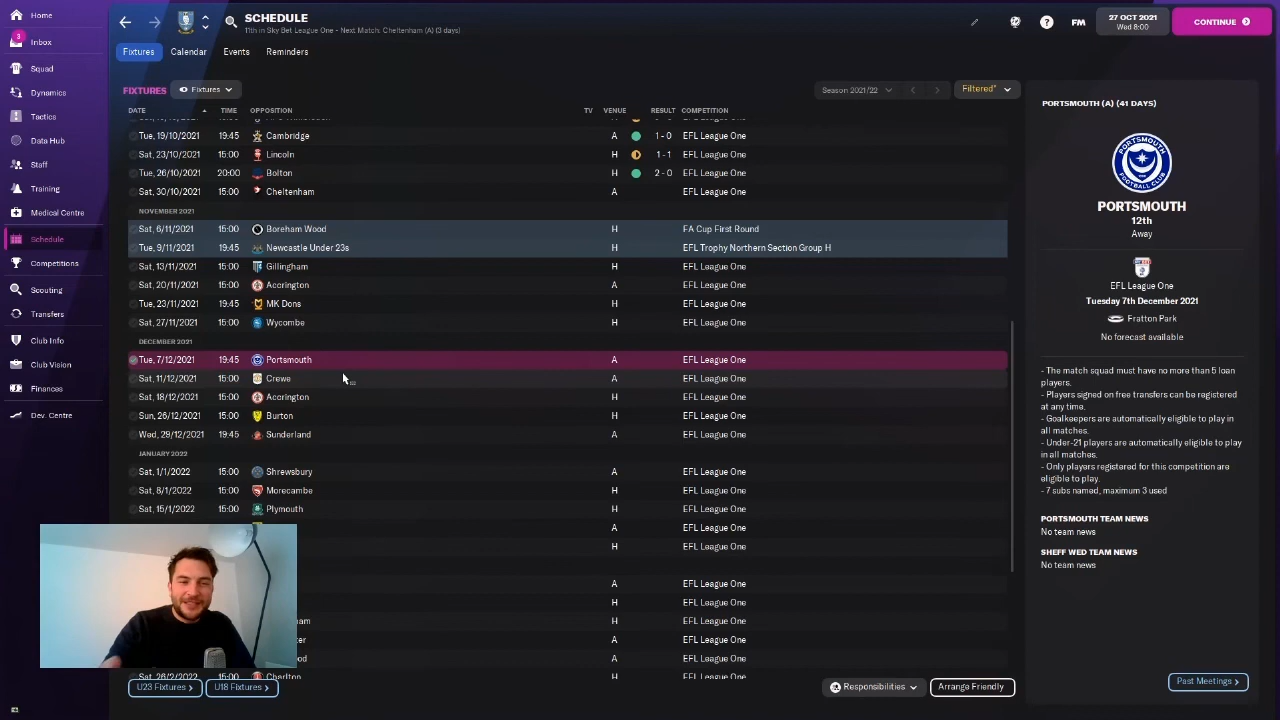 Home
SCHEDULE
11th in Sky Bet League One - Next Match: Cheltenham (A) (3 days)
FM
27 OCT 2021
Wed 8:00
CONTINUE
3
Inbox
Squad
Dynamics
Tactics
Data Hub
Staff
Training
Medical Centre
Schedule
Competitions
Scouting
Transfers
Club Info
Club Vision
Finances
Dev. Centre
Fixtures Calendar Events Reminders
FIXTURES Fixtures Season 2021/22 Filtered*
DATE TIME OPPOSITION TV VENUE RESULT COMPETITION
Tue, 19/10/2021 19:45 Cambridge A 1 - 0 EFL League One
Sat, 23/10/2021 15:00 Lincoln H 1 - 1 EFL League One
Tue, 26/10/2021 20:00 Bolton H 2 - 0 EFL League One
Sat, 30/10/2021 15:00 Cheltenham A EFL League One
NOVEMBER 2021
Sat, 6/11/2021 15:00 Boreham Wood H FA Cup First Round
Tue, 9/11/2021 19:45 Newcastle Under 23s H EFL Trophy Northern Section Group H
Sat, 13/11/2021 15:00 Gillingham H EFL League One
Sat, 20/11/2021 15:00 Accrington A EFL League One
Tue, 23/11/2021 19:45 MK Dons H EFL League One
Sat, 27/11/2021 15:00 Wycombe H EFL League One
DECEMBER 2021
Tue, 7/12/2021 19:45 Portsmouth A EFL League One
Sat, 11/12/2021 15:00 Crewe A EFL League One
Sat, 18/12/2021 15:00 Accrington H EFL League One
Sun, 26/12/2021 15:00 Burton H EFL League One
Wed, 29/12/2021 19:45 Sunderland A EFL League One
JANUARY 2022
Sat, 1/1/2022 15:00 Shrewsbury A EFL League One
Sat, 8/1/2022 15:00 Morecambe H EFL League One
Sat, 15/1/2022 15:00 Plymouth H EFL League One
A EFL League One
H EFL League One
A EFL League One
H EFL League One
am H EFL League One
ter A EFL League One
ood A EFL League One
Sat, 26/2/2022 15:00 Charlton H EFL League One
U23 Fixtures U18 Fixtures Responsibilities Arrange Friendly
PORTSMOUTH (A) (41 DAYS)
PORTSMOUTH
FOOTBALL CLUB
PORTSMOUTH
12th
Away
EFL League One
Tuesday 7th December 2021
Fratton Park
No forecast available
- The match squad must have no more than 5 loan
players.
- Players signed on free transfers can be registered
at any time.
- Goalkeepers are automatically eligible to play in
all matches.
- Under-21 players are automatically eligible to play
in all matches.
- Only players registered for this competition are
eligible to play.
- 7 subs named, maximum 3 used
PORTSMOUTH TEAM NEWS
No team news
SHEFF WED TEAM NEWS
No team news
Past Meetings